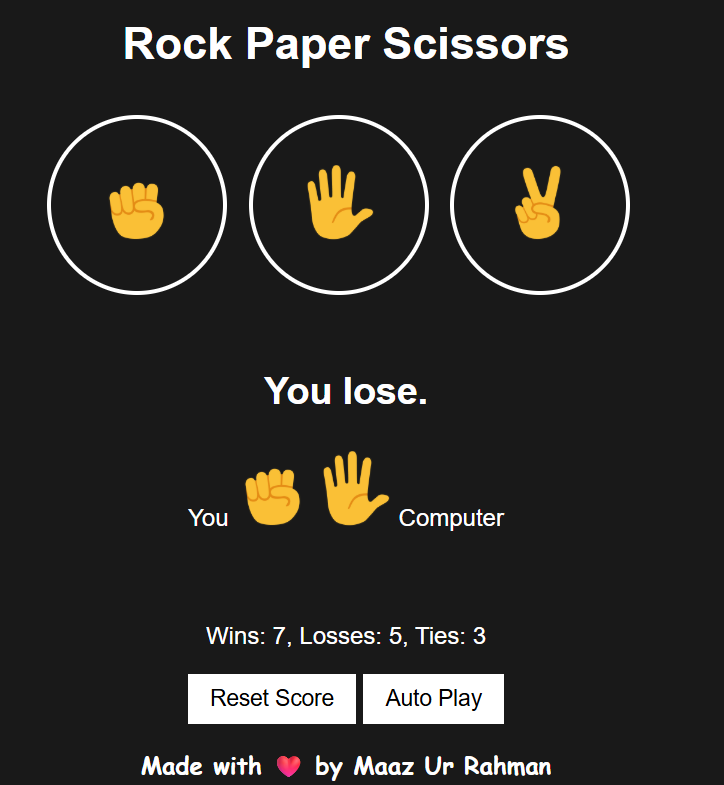 Rock Paper Scissors
You lose.
You Computer
Wins: 7, Losses: 5, Ties: 3
Reset Score Auto Play
Made with ❤️ by Maaz Ur Rahman